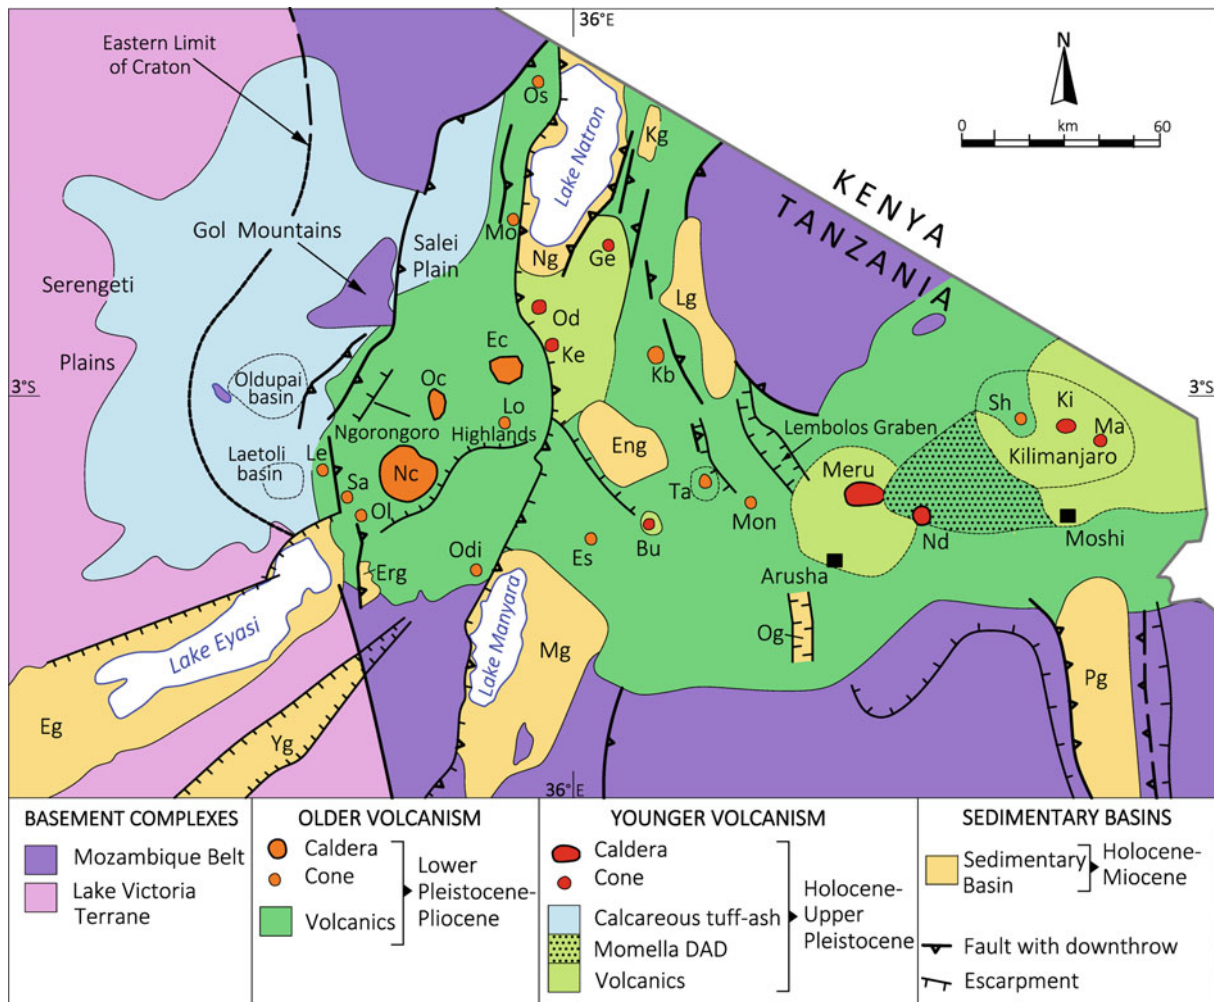 36°E
Eastern Limit
of Craton
Os
Lake Natron
Kg
N
0 km 60
KENYA
TANZANIA
Gol Mountains
Salei
Plain
Mo
Ng
Ge
Serengeti
Plains
Lg
Od
Ec
Ke
Kb
3°S
3°S
Oldupai
basin
Oc
Lo
Ngorongoro
Highlands
Sh
Ki
Ma
Kilimanjaro
Lembolos Graben
Laetoli
basin
Le
Nc
Eng
Meru
Sa
Ol
Ta
Mon
Bu
Nd
Moshi
Odi
Es
Erg
Arusha
Lake Eyasi
Lake Manyara
Og
Mg
Pg
Eg
Yg
36°E
BASEMENT COMPLEXES
Mozambique Belt
Lake Victoria
Terrane
OLDER VOLCANISM
Caldera
Cone
Volcanics
Lower
Pleistocene-
Pliocene
YOUNGER VOLCANISM
Caldera
Cone
Calcareous tuff-ash
Momella DAD
Volcanics
Holocene-
Upper
Pleistocene
SEDIMENTARY BASINS
Sedimentary
Basin
Holocene-
Miocene
Fault with downthrow
Escarpment